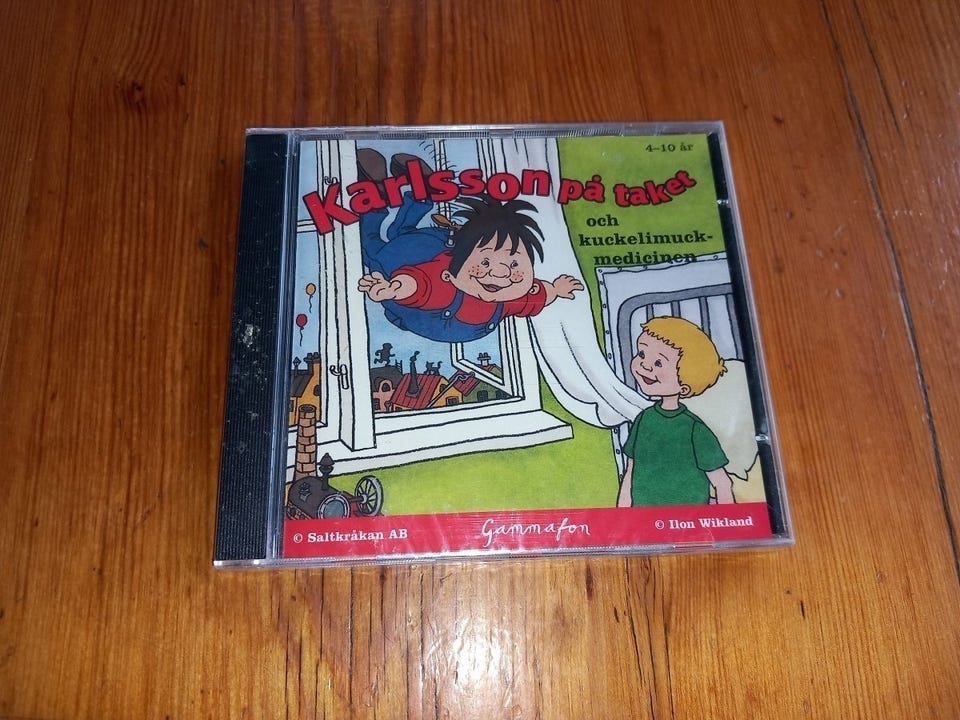 4–10 år
Karlsson på taket
och
kuckelimuck-
medicinen
© Saltkråkan AB
Gammafon
© Ilon Wikland